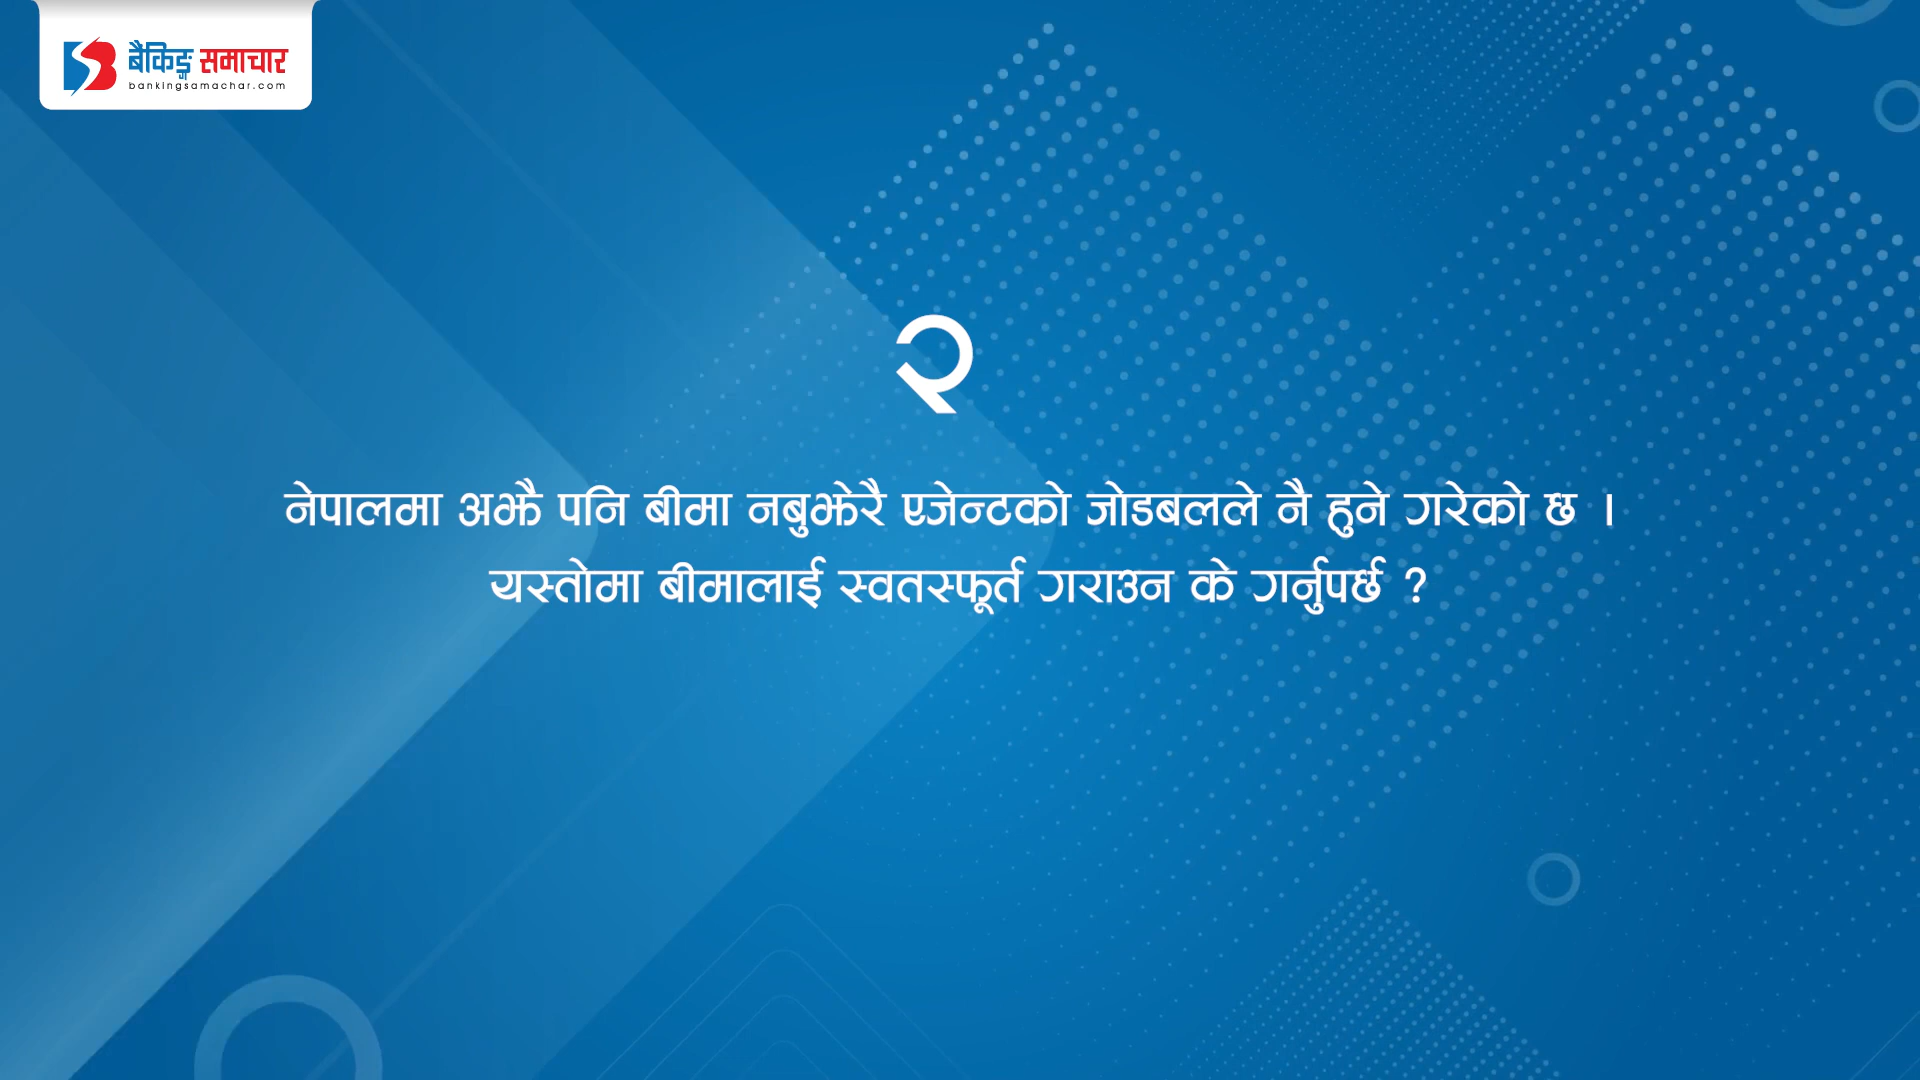 बैकिङ्ग समाचार
bankingsamachar.com
२
नेपालमा अझै पनि बीमा नबुझेरै एजेन्टको जोडबलले नै हुने गरेको छ ।
यस्तोमा बीमालाई स्वतस्फूर्त गराउन के गर्नुपर्छ ?